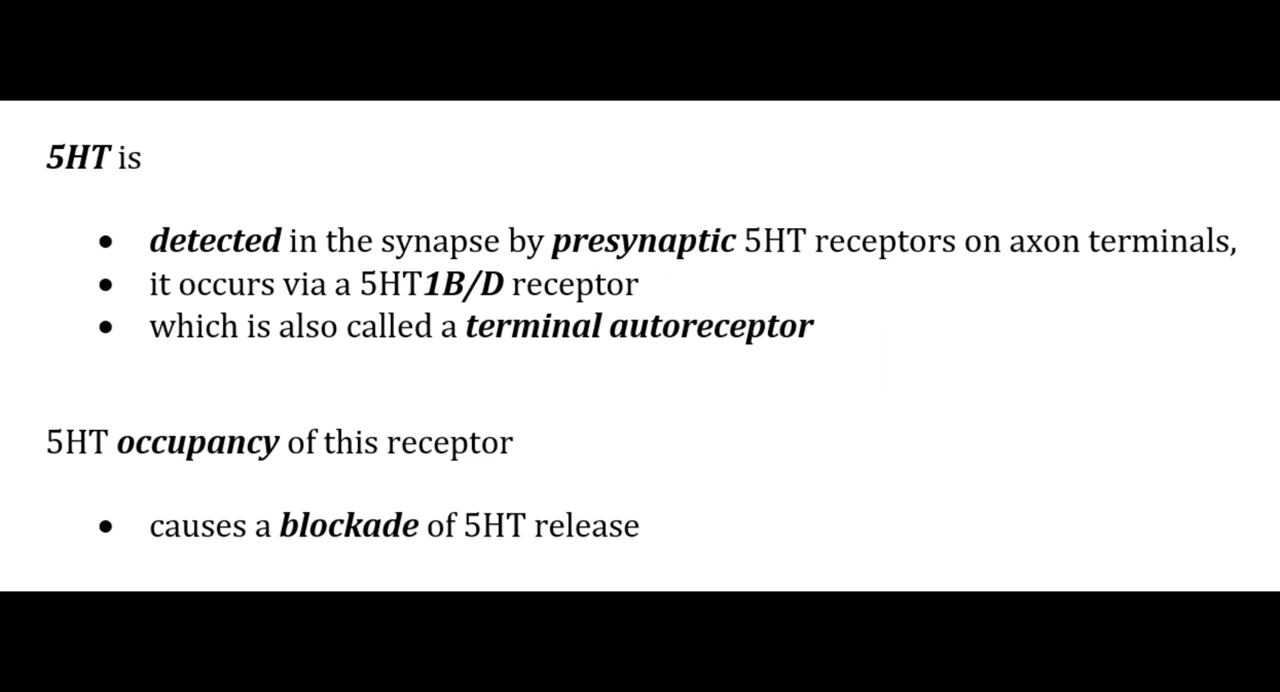 5HT is
• detected in the synapse by presynaptic 5HT receptors on axon terminals,
• it occurs via a 5HT1B/D receptor
• which is also called a terminal autoreceptor
5HT occupancy of this receptor
• causes a blockade of 5HT release